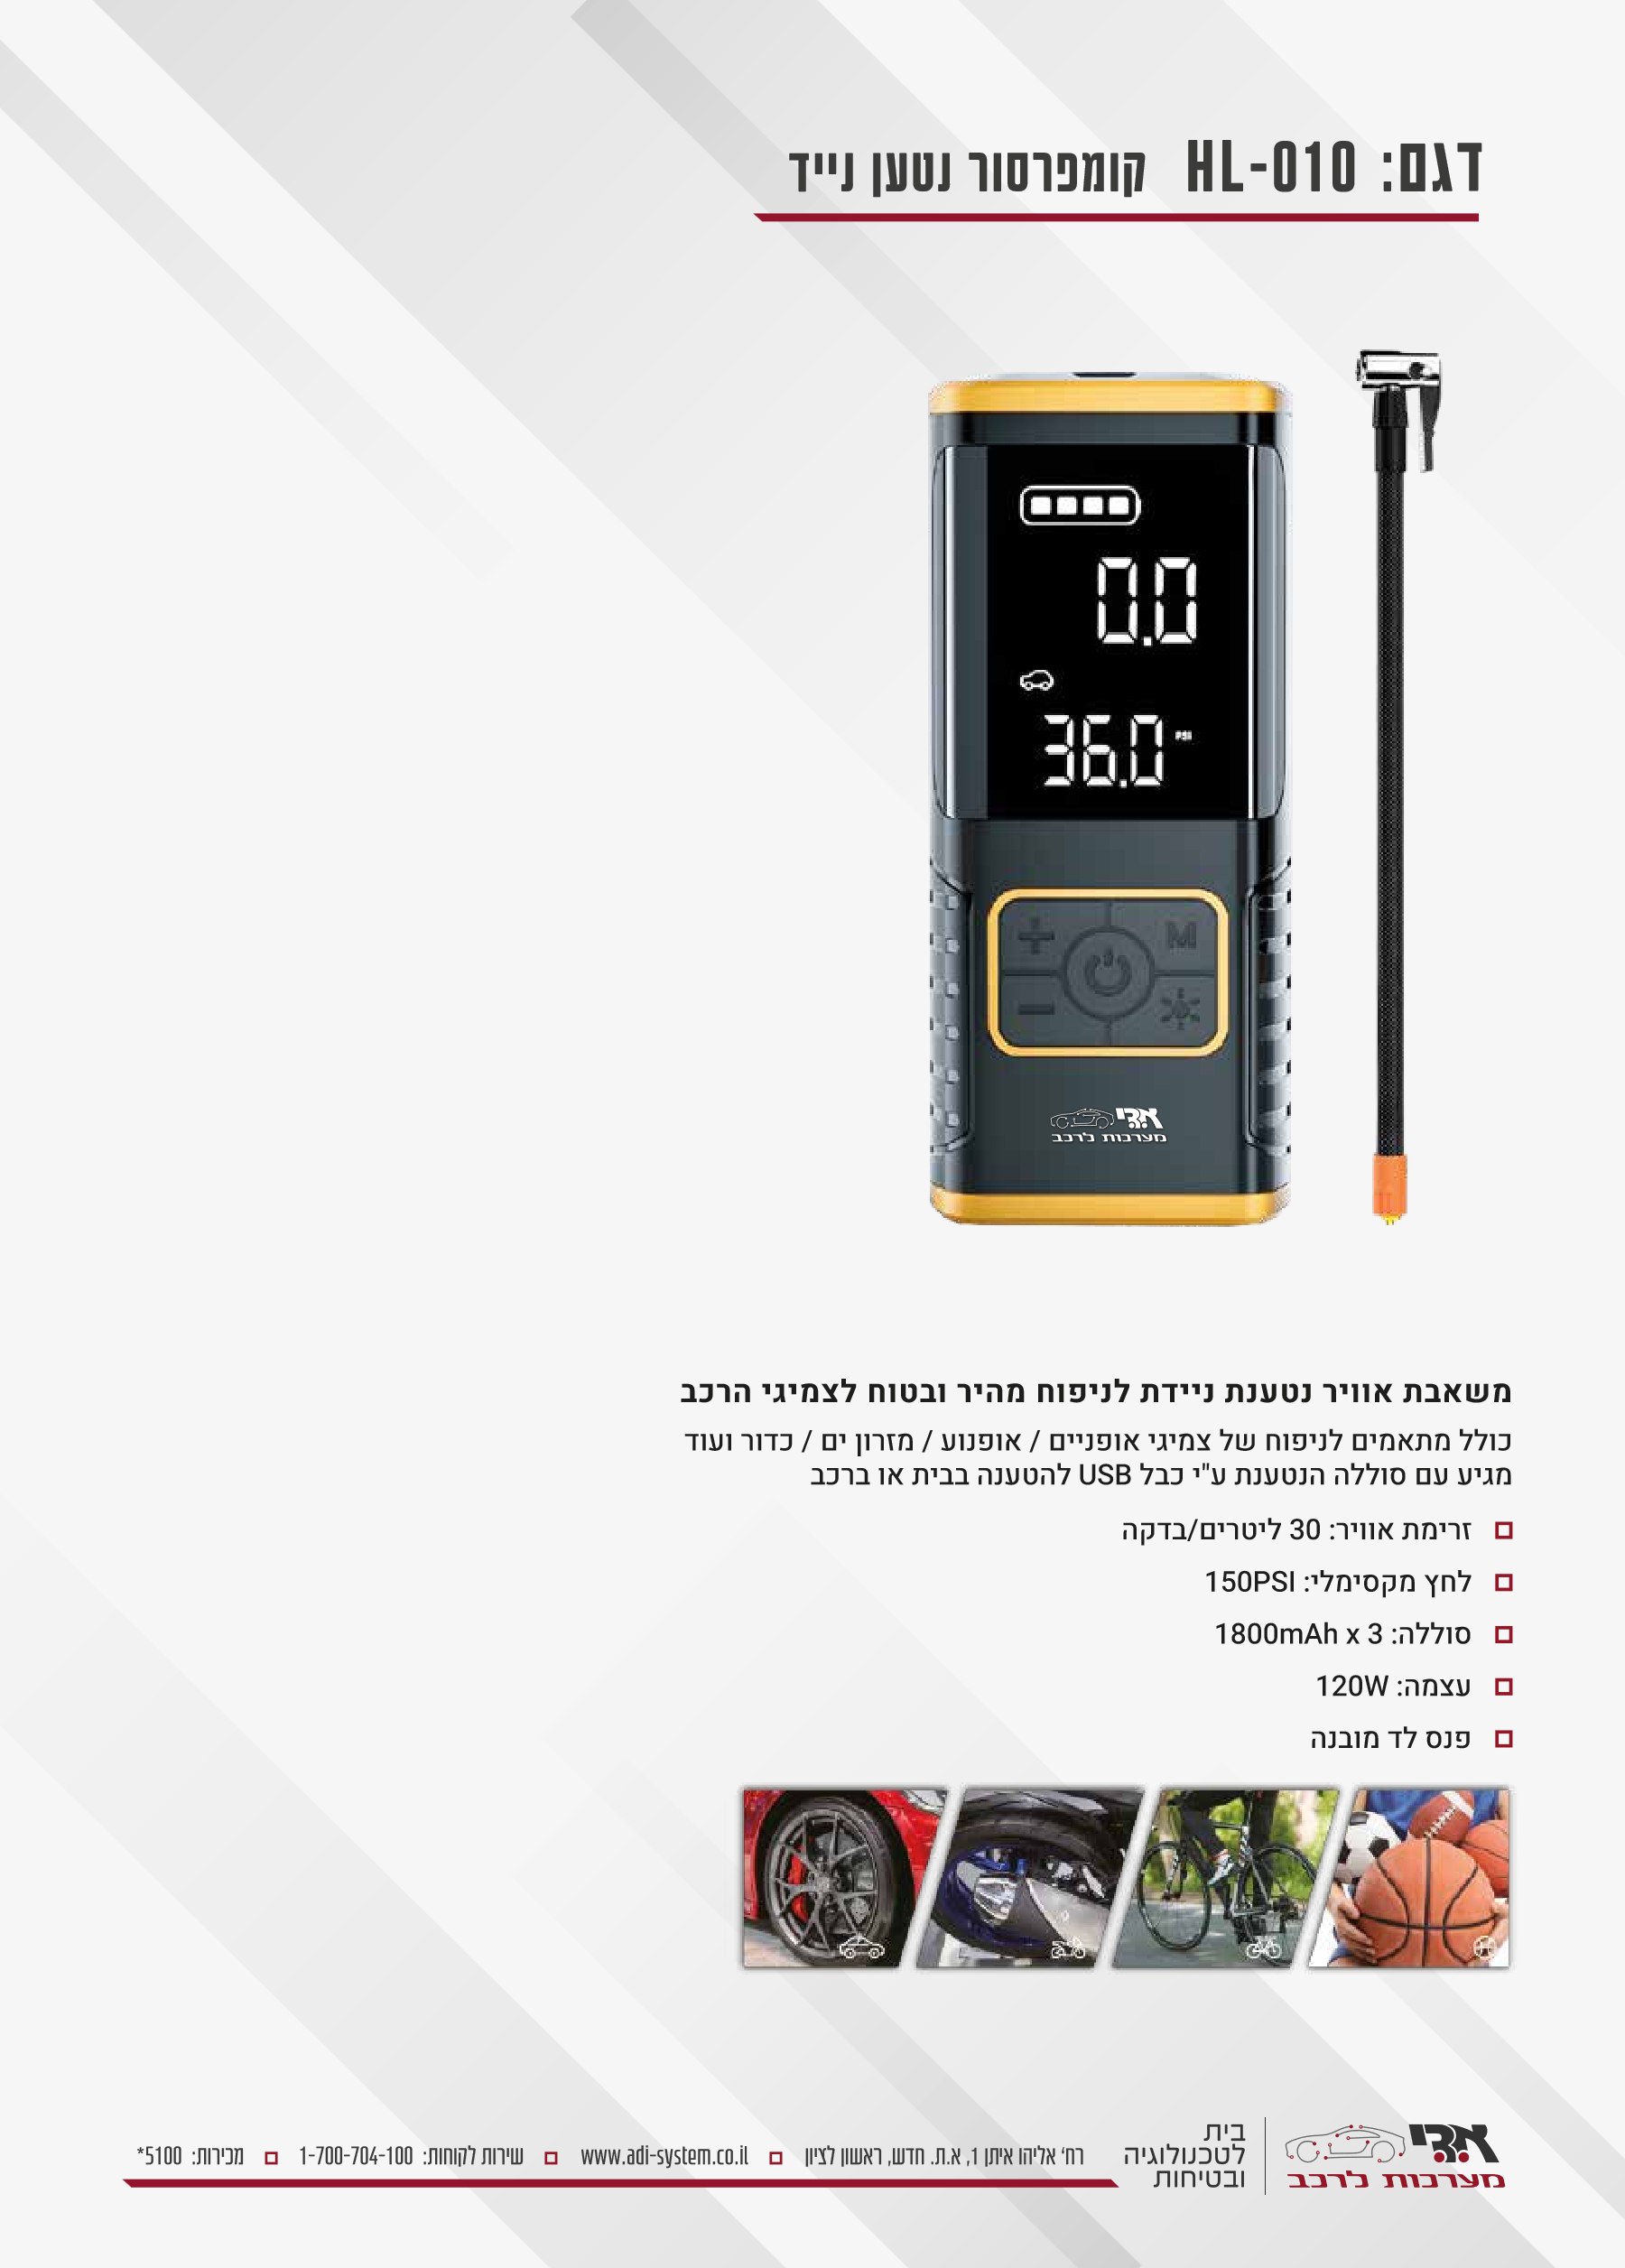 דגם: HL-010 קומפרסור נטען נייד
0.0
36.0 PSI
M
אדי
מערכות לרכב
משאבת אוויר נטענת ניידת לניפוח מהיר ובטוח לצמיגי הרכב
כולל מתאמים לניפוח של צמיגי אופניים / אופנוע / מזרון ים / כדור ועוד
מגיע עם סוללה הנטענת ע"י כבל USB להטענה בבית או ברכב
זרימת אוויר: 30 ליטרים/בדקה
לחץ מקסימלי: 150PSI
סוללה: 1800mAh x 3
עצמה: 120W
פנס לד מובנה
אדי
מערכות לרכב
בית
לטכנולוגיה
ובטיחות
רח' אליהו איתן 1, א.ת. חדש, ראשון לציון www.adi-system.co.il שירות לקוחות: 1-700-704-100 מכירות: 5100*